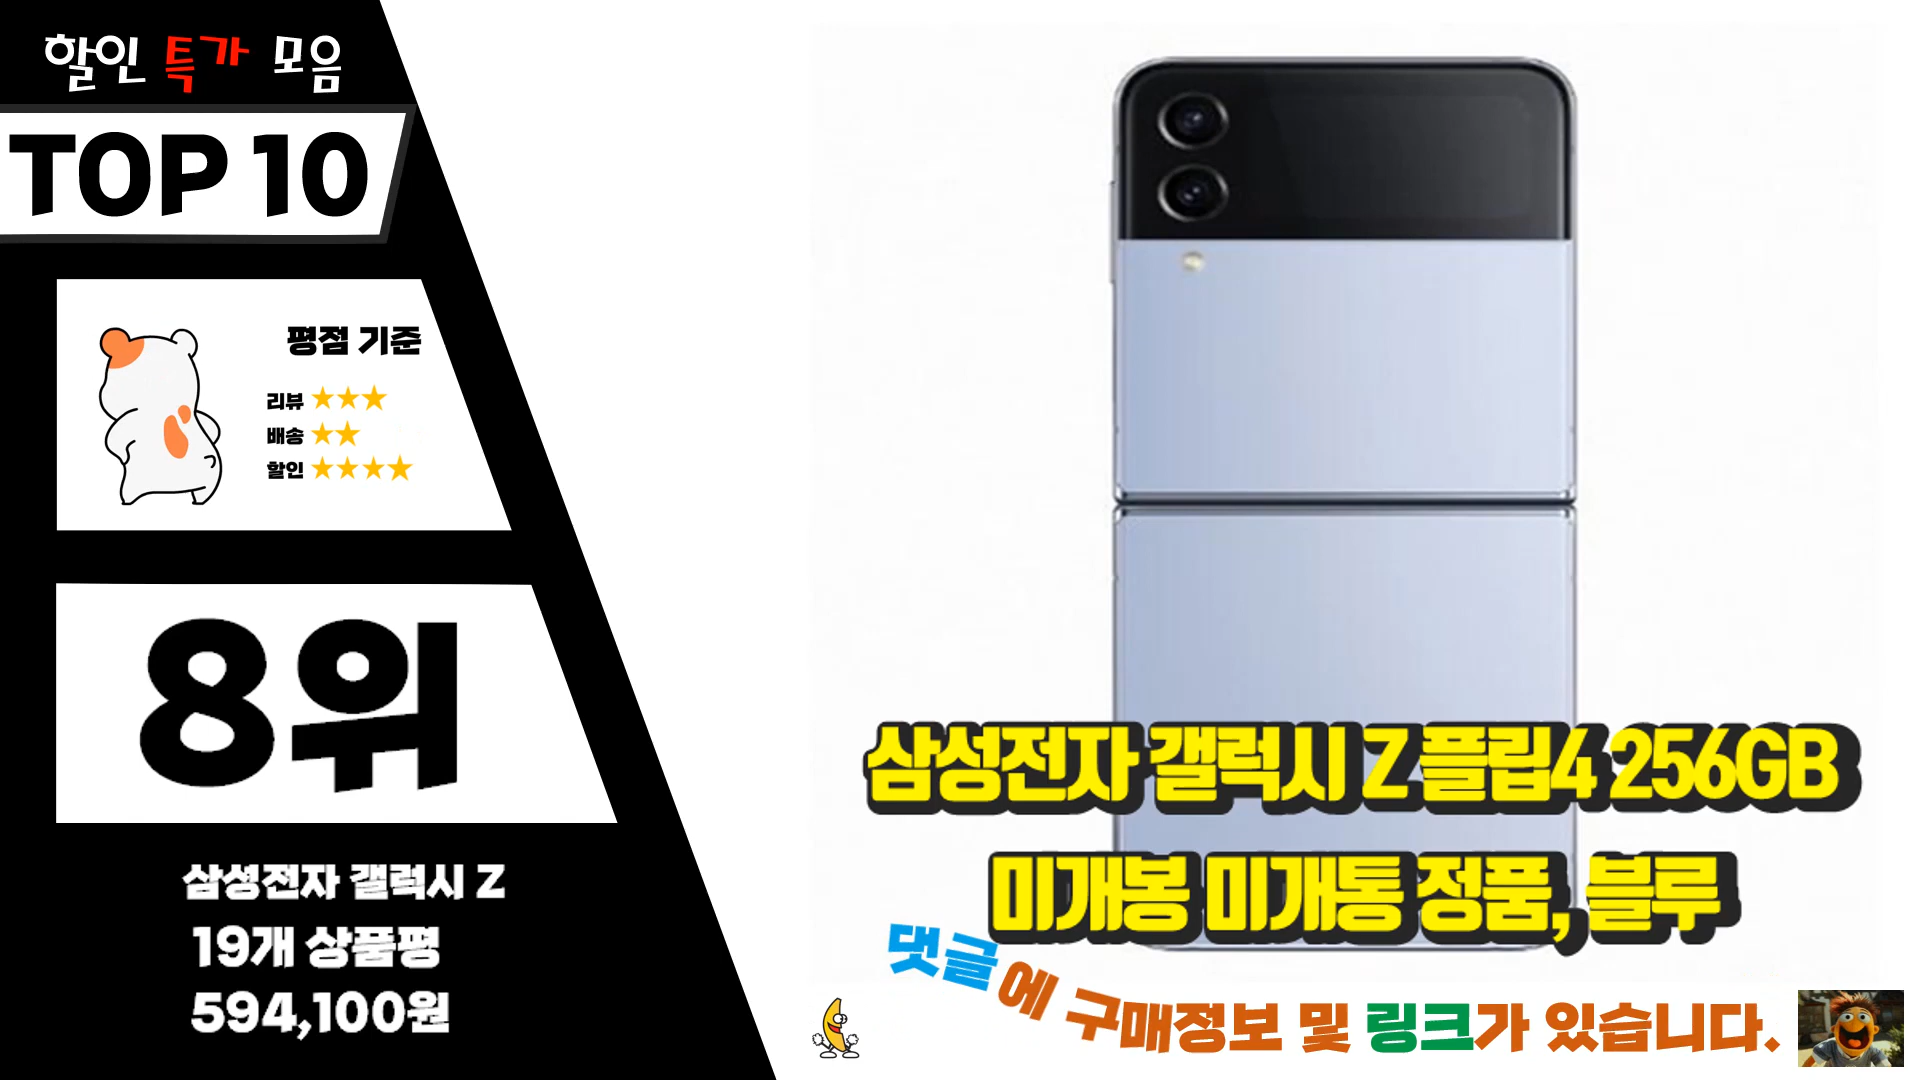 할인 특가 모음
TOP 10
평점 기준
리뷰 ★★★
배송 ★★
할인 ★★★★
8위
삼성전자 갤럭시 Z
19개 상품평
594,100원
삼성전자 갤럭시 Z 플립4 256GB
미개봉 미개통 정품, 블루
댓글에 구매정보 및 링크가 있습니다.